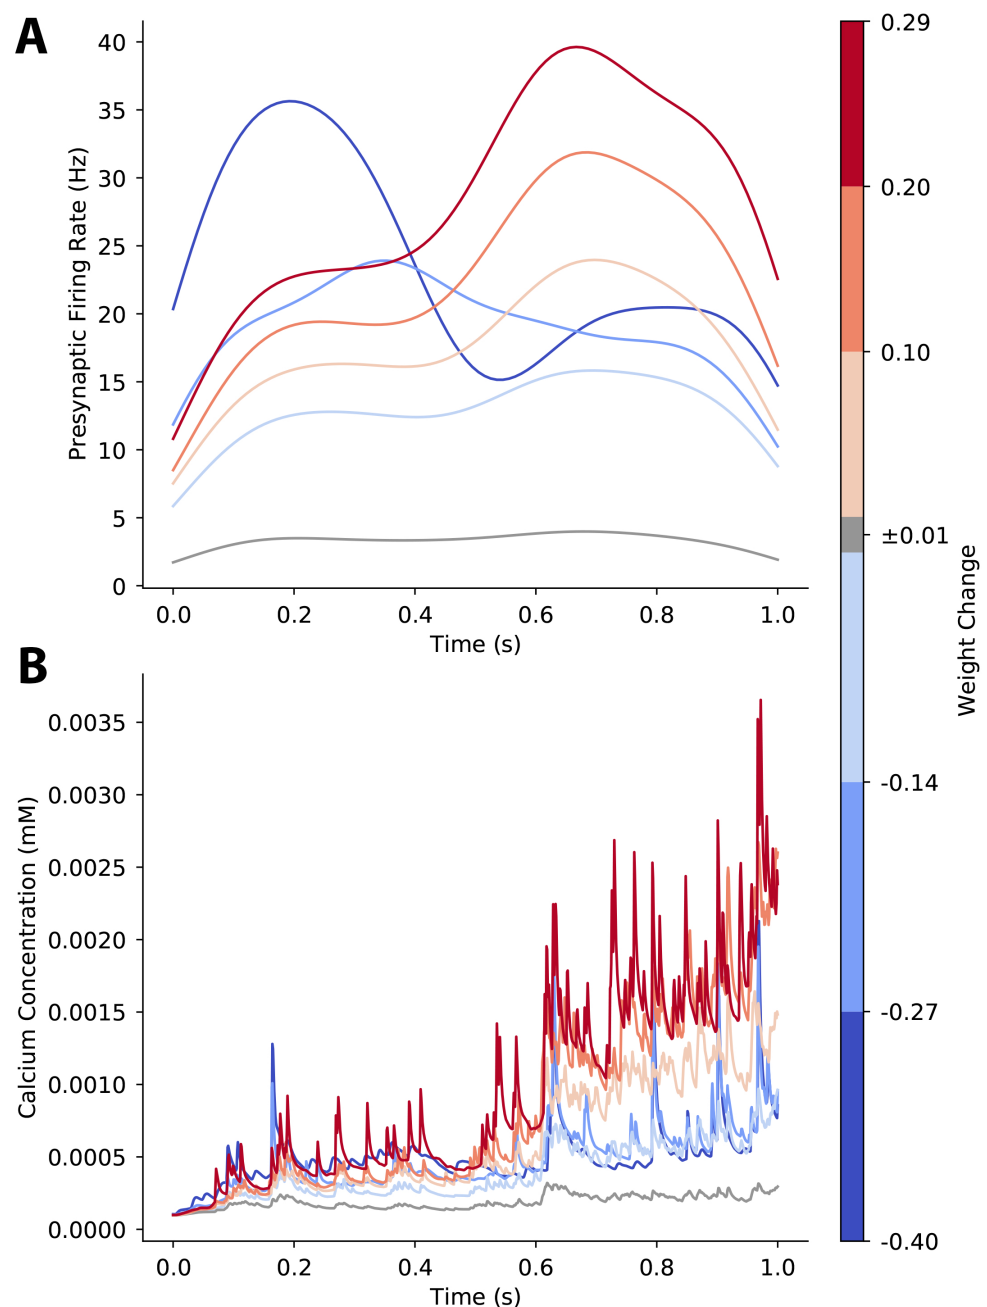 A
Presynaptic Firing Rate (Hz)
40
35
30
25
20
15
10
5
0
0.0 0.2 0.4 0.6 0.8 1.0
Time (s)
B
Calcium Concentration (mM)
0.0035
0.0030
0.0025
0.0020
0.0015
0.0010
0.0005
0.0000
0.0 0.2 0.4 0.6 0.8 1.0
Time (s)
0.29
0.20
0.10
±0.01
-0.14
-0.27
-0.40
Weight Change